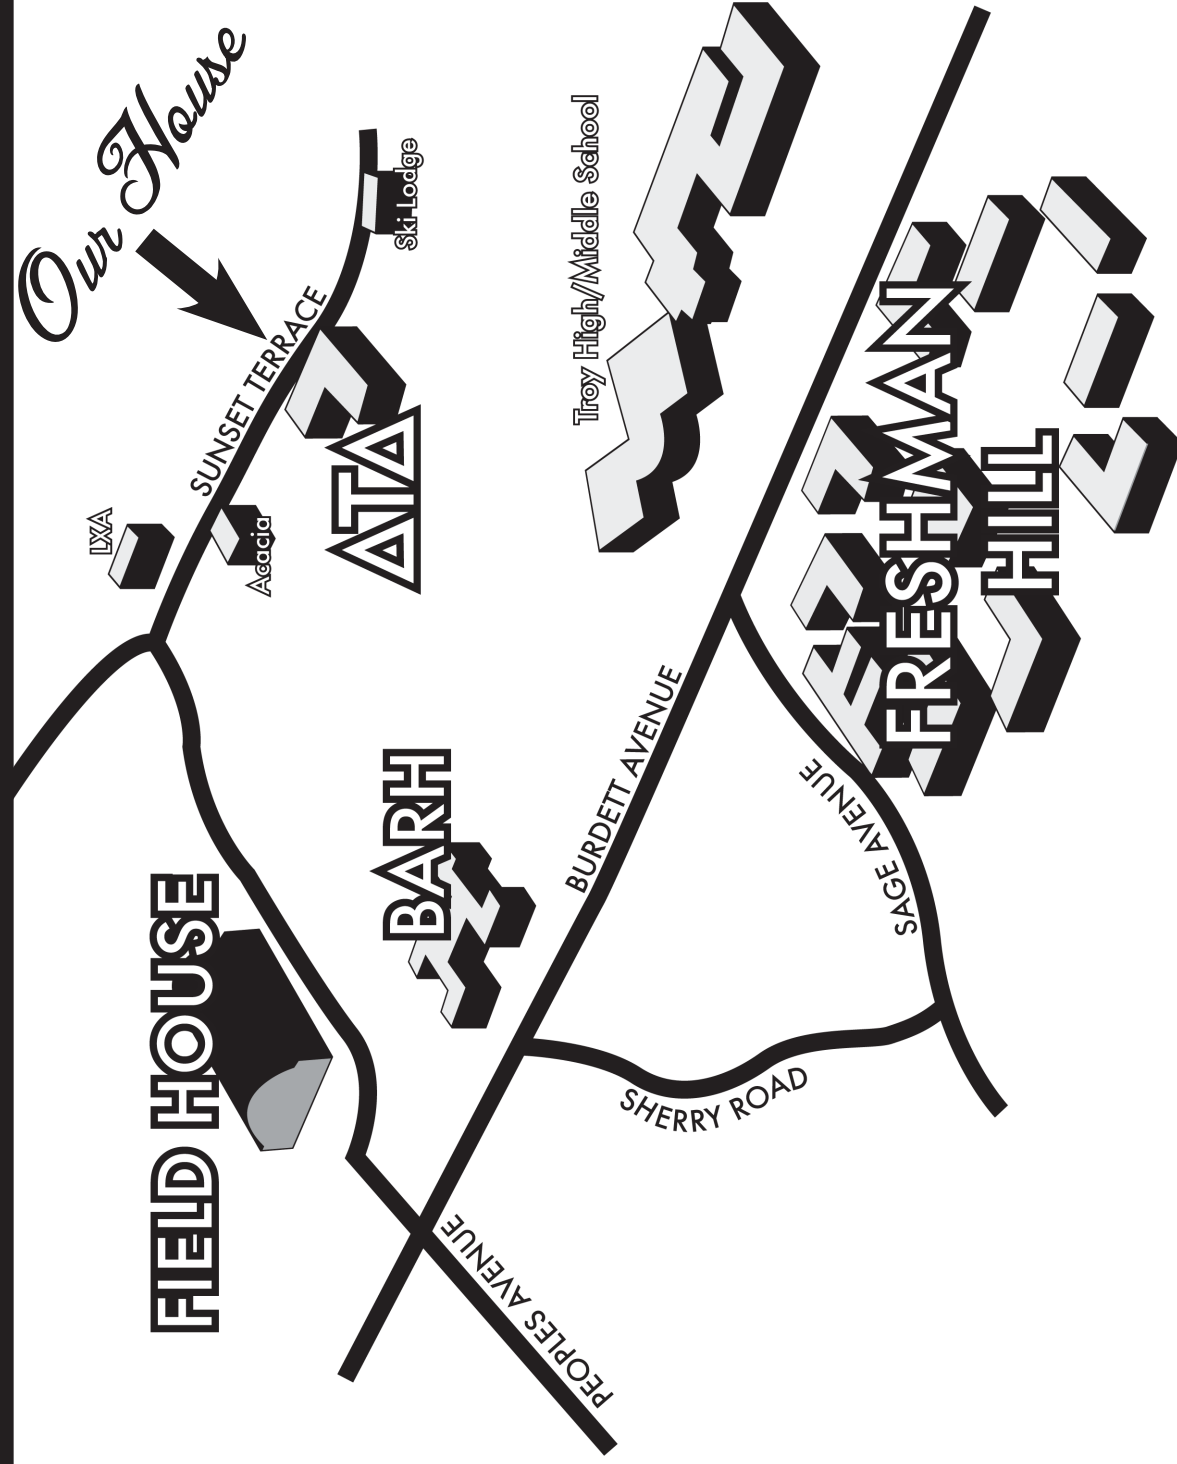 Our House
LXA
SUNSET TERRACE
Ski Lodge
Acacia
ATA
FIELD HOUSE
BARH
Troy High/Middle School
BURDETT AVENUE
PEOPLES AVENUE
SHERRY ROAD
SAGE AVENUE
FRESHMAN
HILL